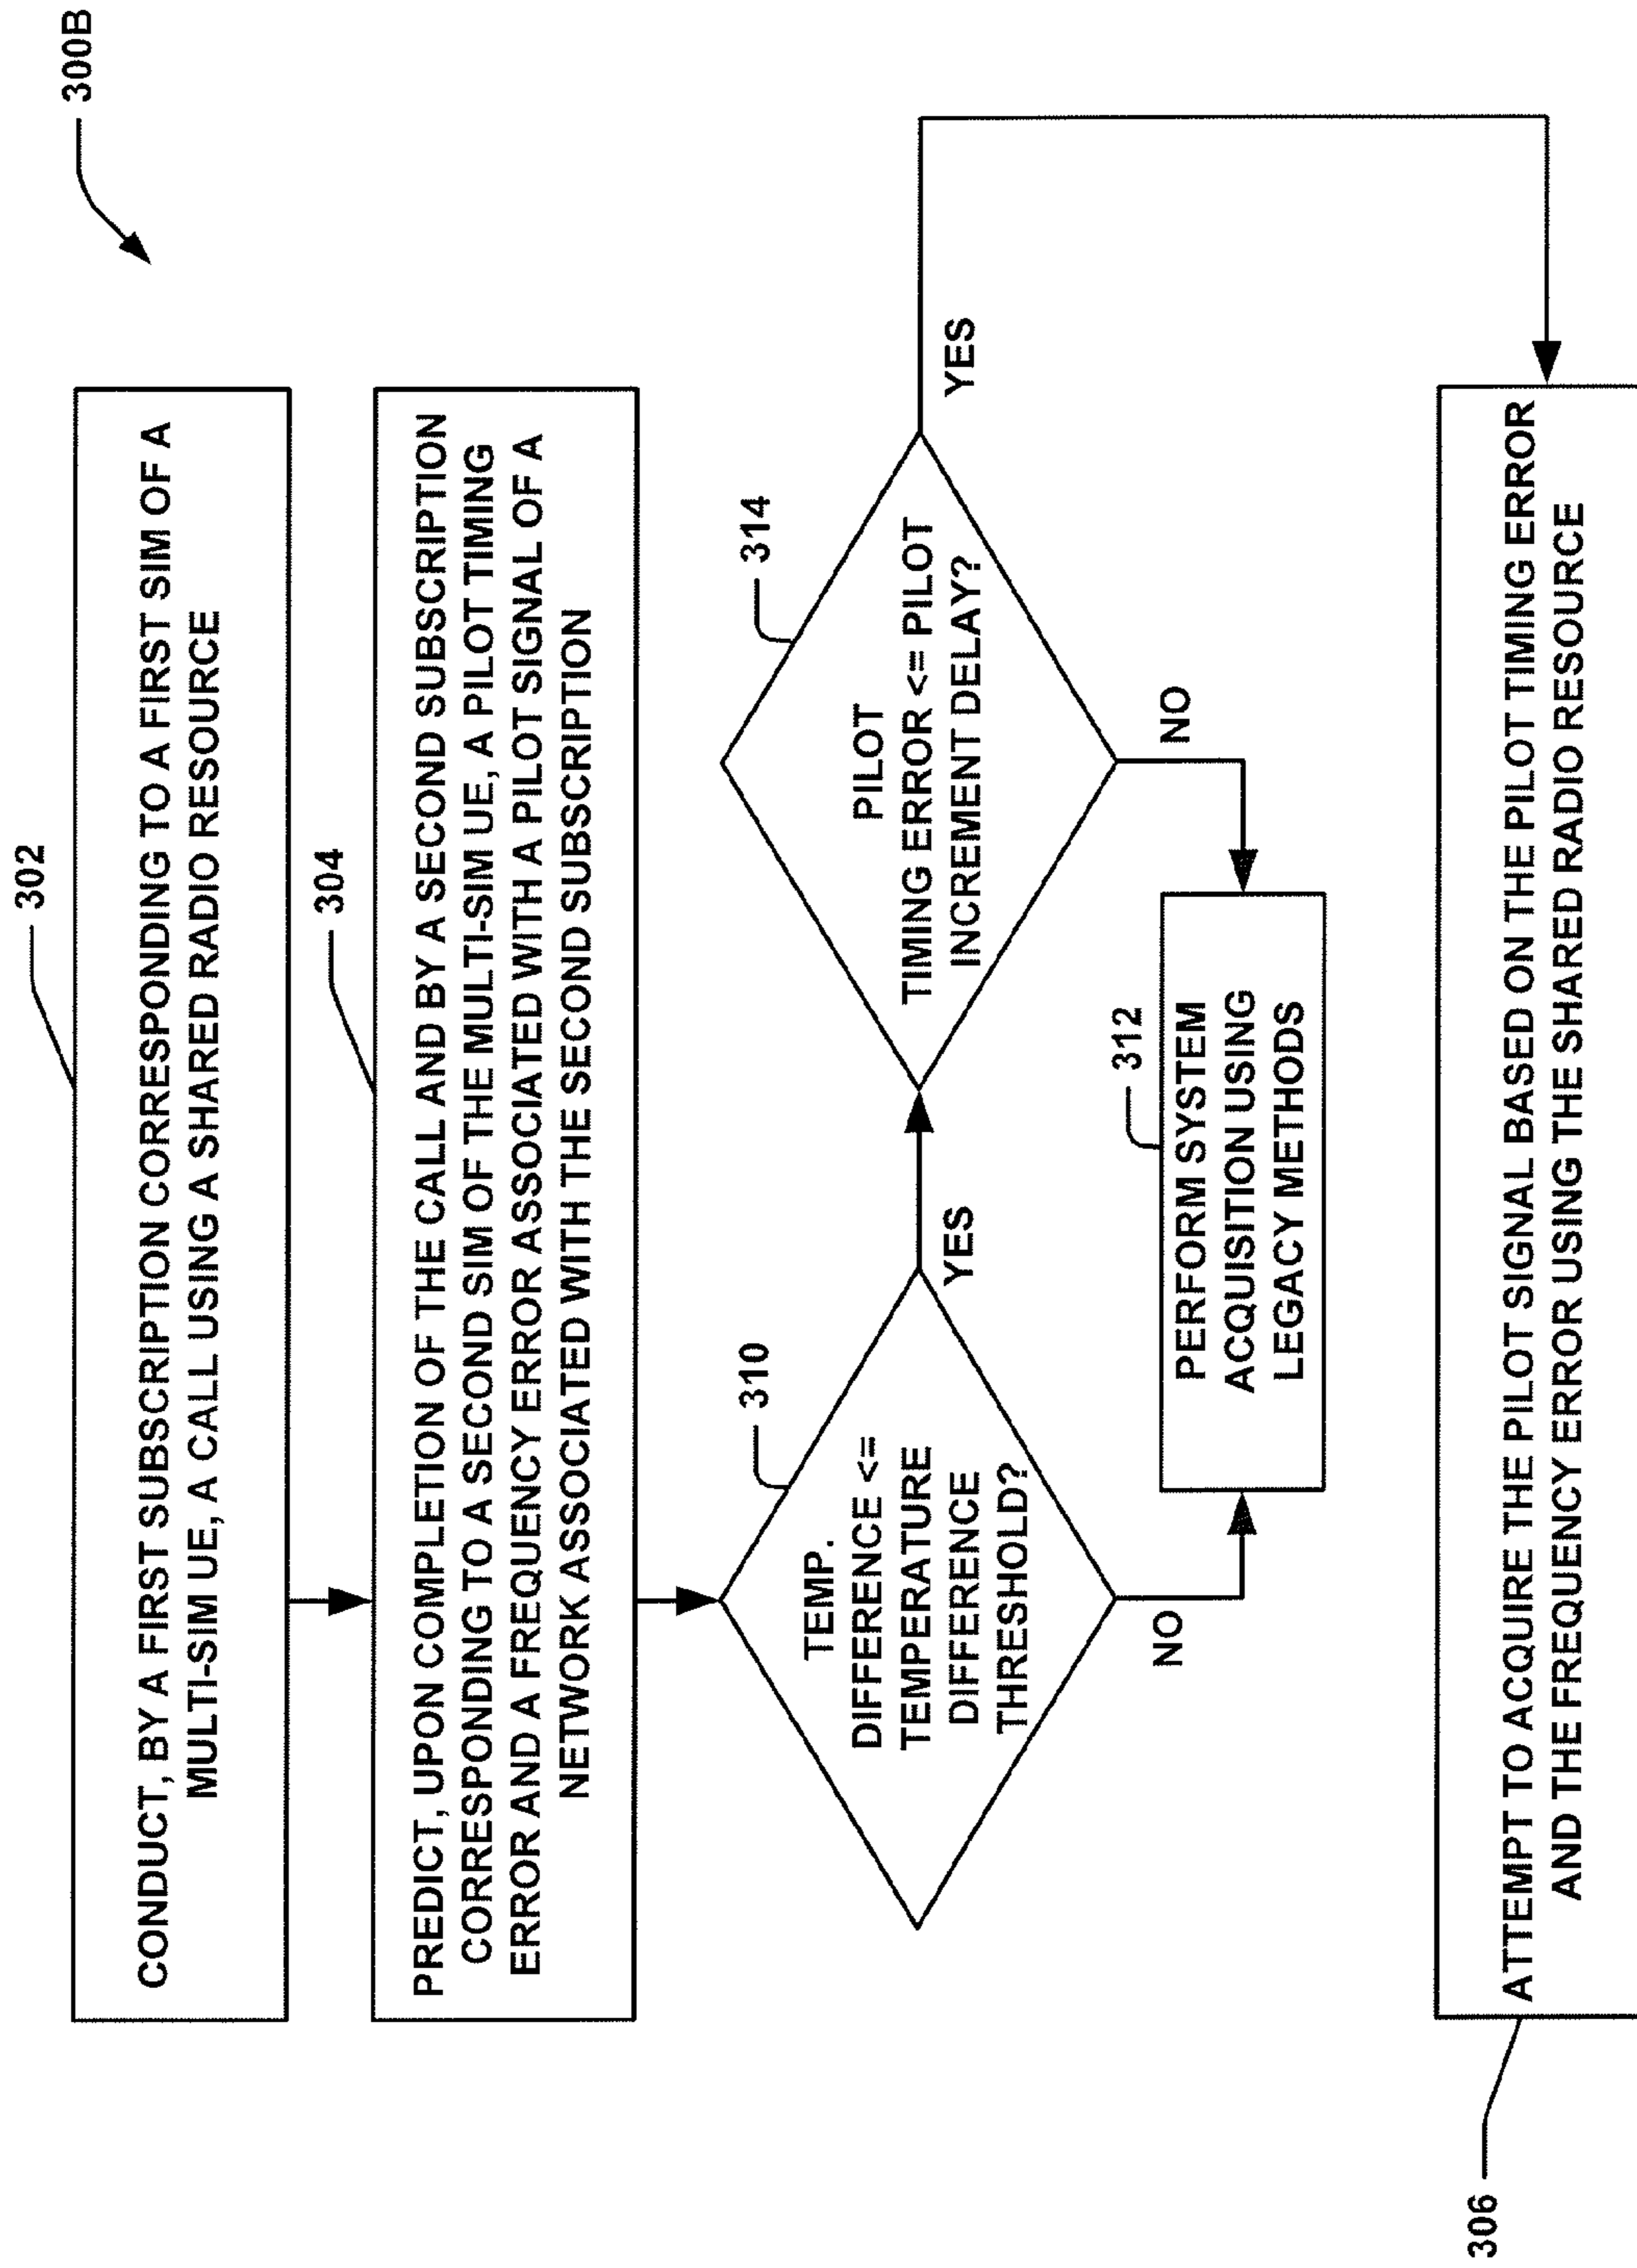 300B
302
CONDUCT, BY A FIRST SUBSCRIPTION CORRESPONDING TO A FIRST SIM OF A
MULTI-SIM UE, A CALL USING A SHARED RADIO RESOURCE
304
PREDICT, UPON COMPLETION OF THE CALL AND BY A SECOND SUBSCRIPTION
CORRESPONDING TO A SECOND SIM OF THE MULTI-SIM UE, A PILOT TIMING
ERROR AND A FREQUENCY ERROR ASSOCIATED WITH A PILOT SIGNAL OF A
NETWORK ASSOCIATED WITH THE SECOND SUBSCRIPTION
310
TEMP.
DIFFERENCE <=
TEMPERATURE
DIFFERENCE
THRESHOLD?
YES
NO
314
PILOT
TIMING ERROR <= PILOT
INCREMENT DELAY?
YES
NO
312
PERFORM SYSTEM
ACQUISITION USING
LEGACY METHODS
306
ATTEMPT TO ACQUIRE THE PILOT SIGNAL BASED ON THE PILOT TIMING ERROR
AND THE FREQUENCY ERROR USING THE SHARED RADIO RESOURCE